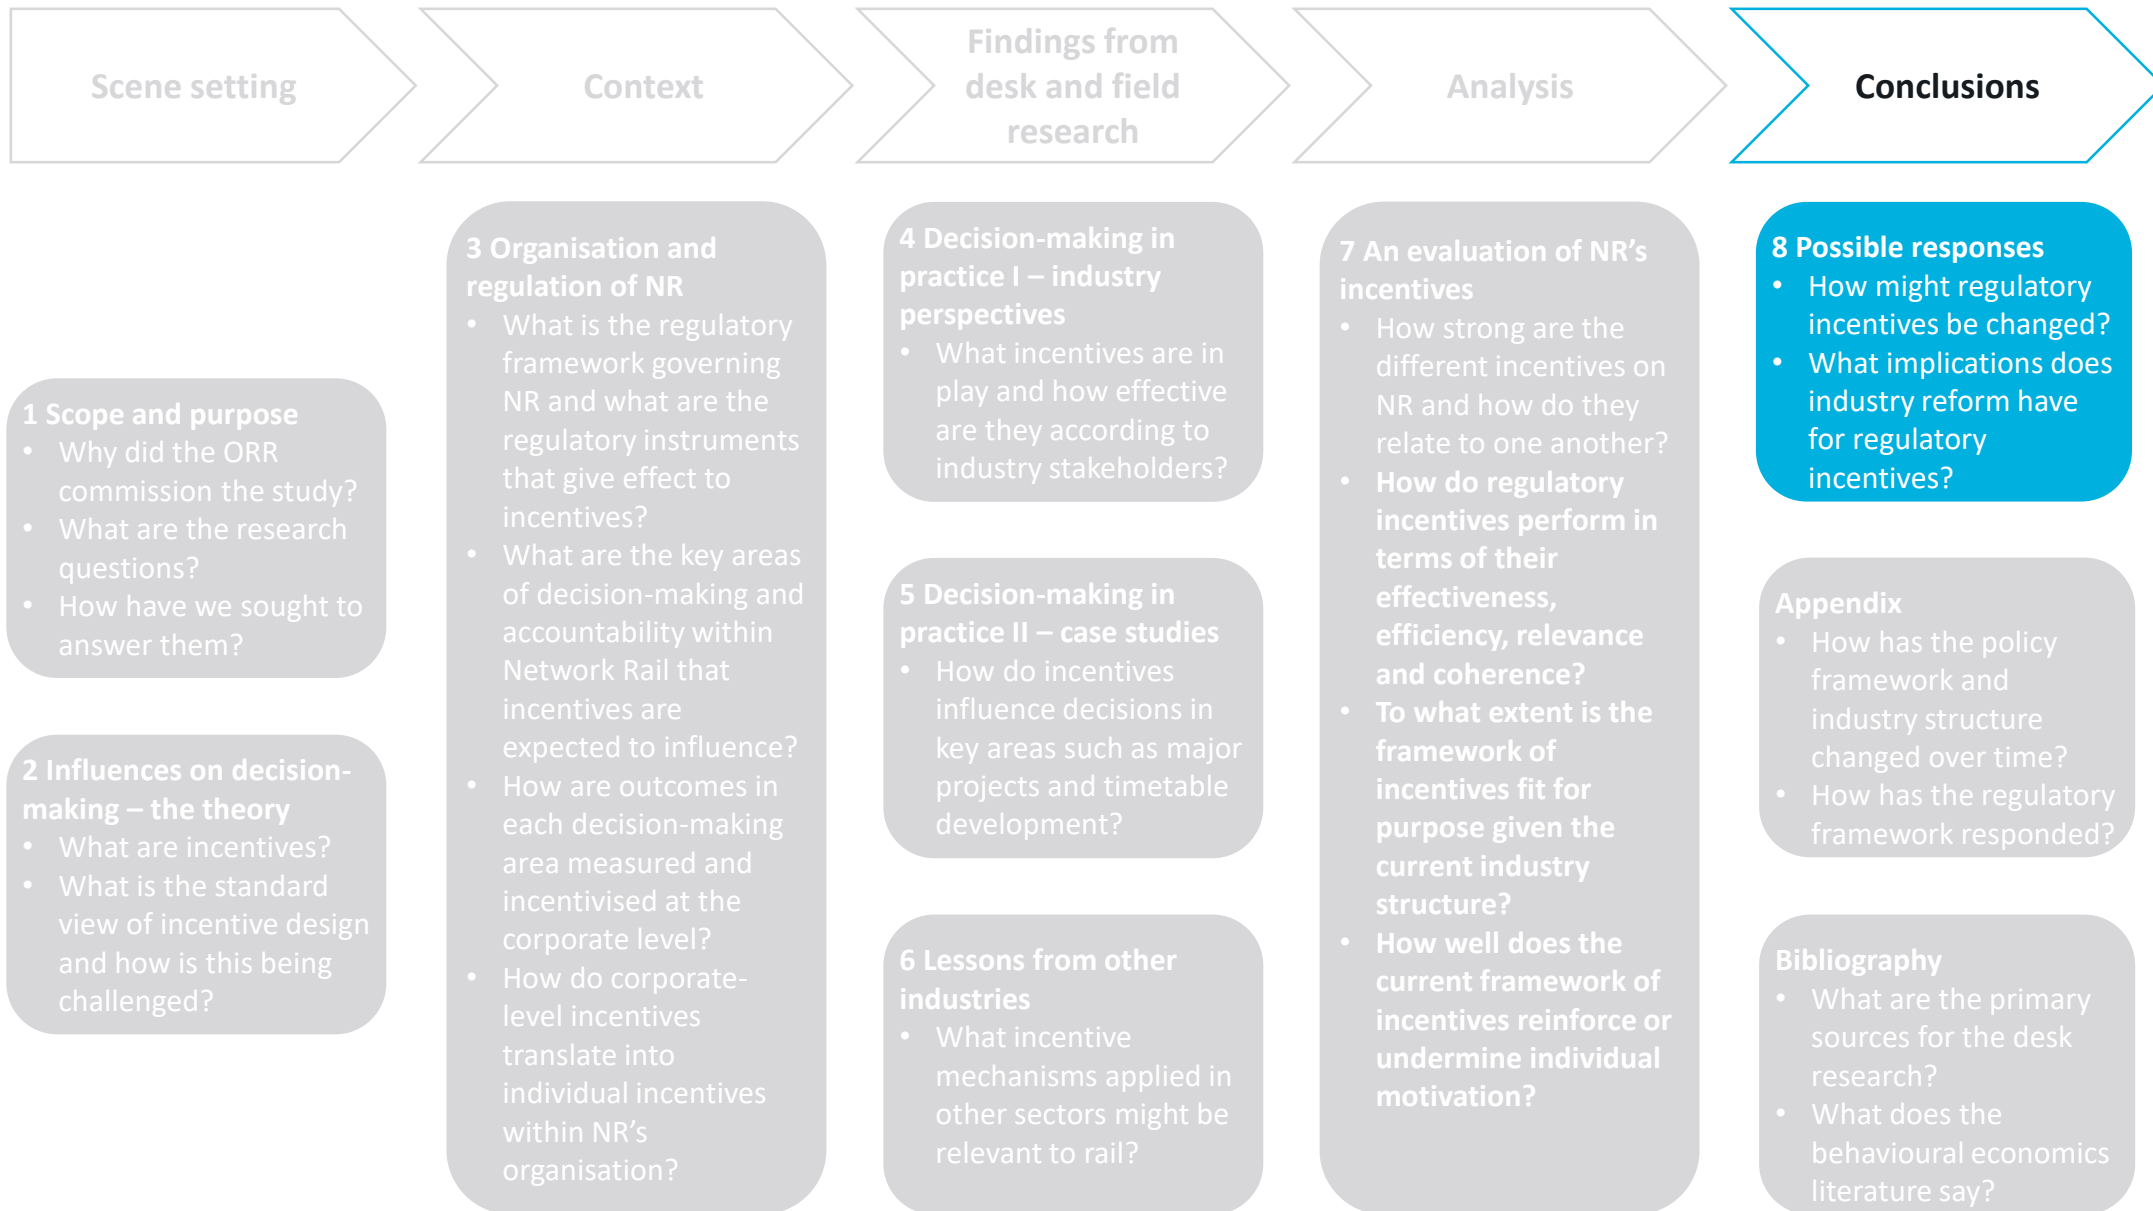 Scene setting
Context
Findings from
desk and field
research
Analysis
Conclusions
1 Scope and purpose
• Why did the ORR
commission the study?
• What are the research
questions?
• How have we sought to
answer them?
2 Influences on decision-
making – the theory
• What are incentives?
• What is the standard
view of incentive design
and how is this being
challenged?
3 Organisation and
regulation of NR
• What is the regulatory
framework governing
NR and what are the
regulatory instruments
that give effect to
incentives?
• What are the key areas
of decision-making and
accountability within
Network Rail that
incentives are
expected to influence?
• How are outcomes in
each decision-making
area measured and
incentivised at the
corporate level?
• How do corporate-
level incentives
translate into
individual incentives
within NR’s
organisation?
4 Decision-making in
practice I – industry
perspectives
• What incentives are in
play and how effective
are they according to
industry stakeholders?
5 Decision-making in
practice II – case studies
• How do incentives
influence decisions in
key areas such as major
projects and timetable
development?
6 Lessons from other
industries
• What incentive
mechanisms applied in
other sectors might be
relevant to rail?
7 An evaluation of NR’s
incentives
• How strong are the
different incentives on
NR and how do they
relate to one another?
• How do regulatory
incentives perform in
terms of their
effectiveness,
efficiency, relevance
and coherence?
• To what extent is the
framework of
incentives fit for
purpose given the
current industry
structure?
• How well does the
current framework of
incentives reinforce or
undermine individual
motivation?
8 Possible responses
• How might regulatory
incentives be changed?
• What implications does
industry reform have
for regulatory
incentives?
Appendix
• How has the policy
framework and
industry structure
changed over time?
• How has the regulatory
framework responded?
Bibliography
• What are the primary
sources for the desk
research?
• What does the
behavioural economics
literature say?